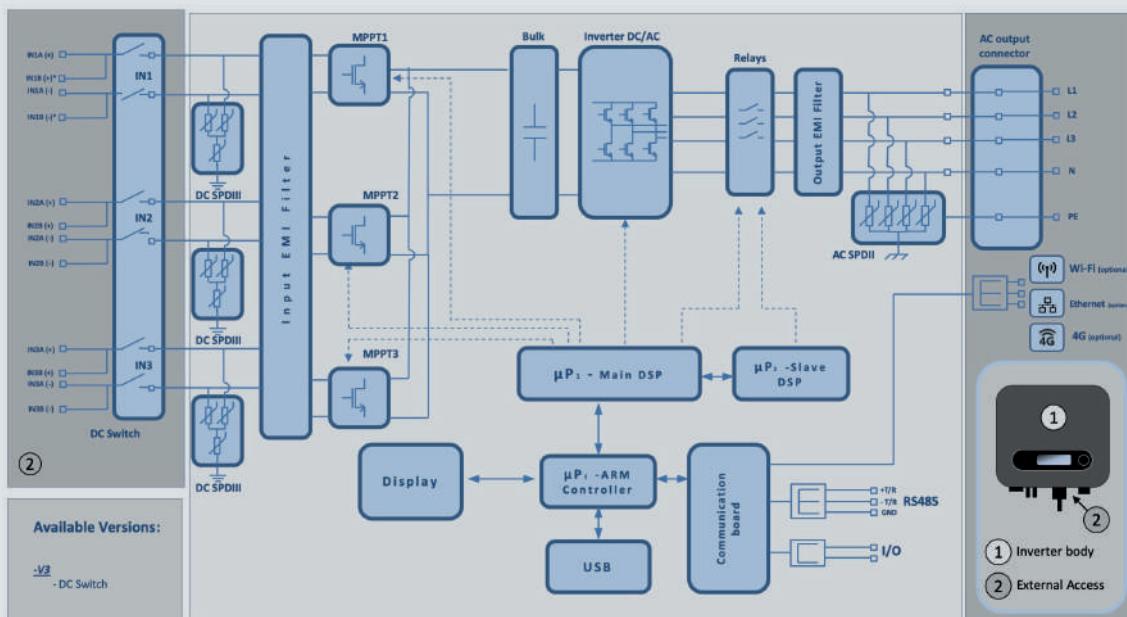 IN1A (+)
IN1B (+)*
IN1A (-)
IN1B (-)*
IN1
IN2A (+)
IN2B (+)
IN2A (-)
IN2B (-)
IN2
IN3A (+)
IN3B (+)
IN3A (-)
IN3B (-)
IN3
DC Switch
2
DC SPDIII
DC SPDIII
DC SPDIII
Input EMI Filter
MPPT1
MPPT2
MPPT3
Bulk
Inverter DC/AC
Relays
Output EMI Filter
AC SPDII
AC output
connector
L1
L2
L3
N
PE
Wi-Fi (optional)
Ethernet
4G
4G (optional)
µP₁ - Main DSP
µP₂ -Slave
DSP
Display
-ARM
Controller
USB
Communication
board
+T/R
- T/R
GND
RS485
I/O
1
2
1 Inverter body
2 External Access
Available Versions:
-V3
- DC Switch